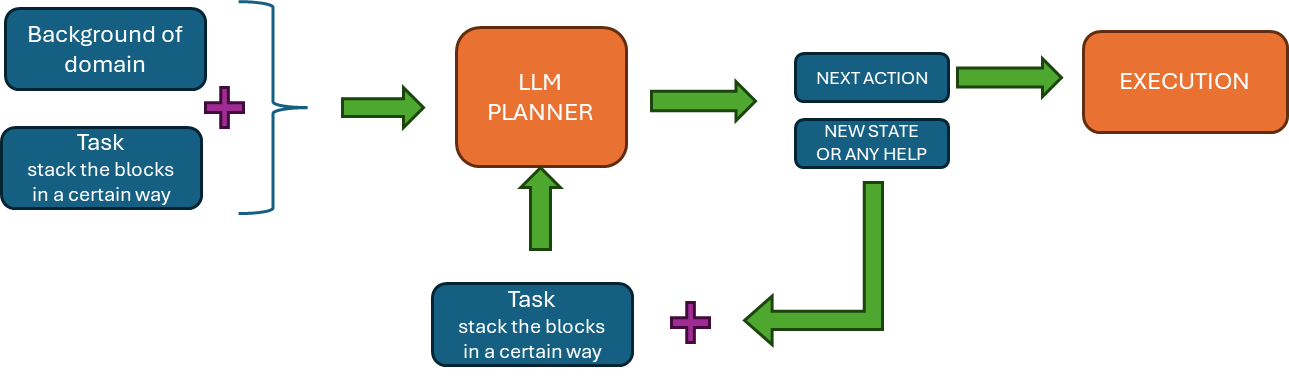 Background of
domain
Task
stack the blocks
in a certain way
LLM
PLANNER
NEXT ACTION
NEW STATE
OR ANY HELP
EXECUTION
Task
stack the blocks
in a certain way